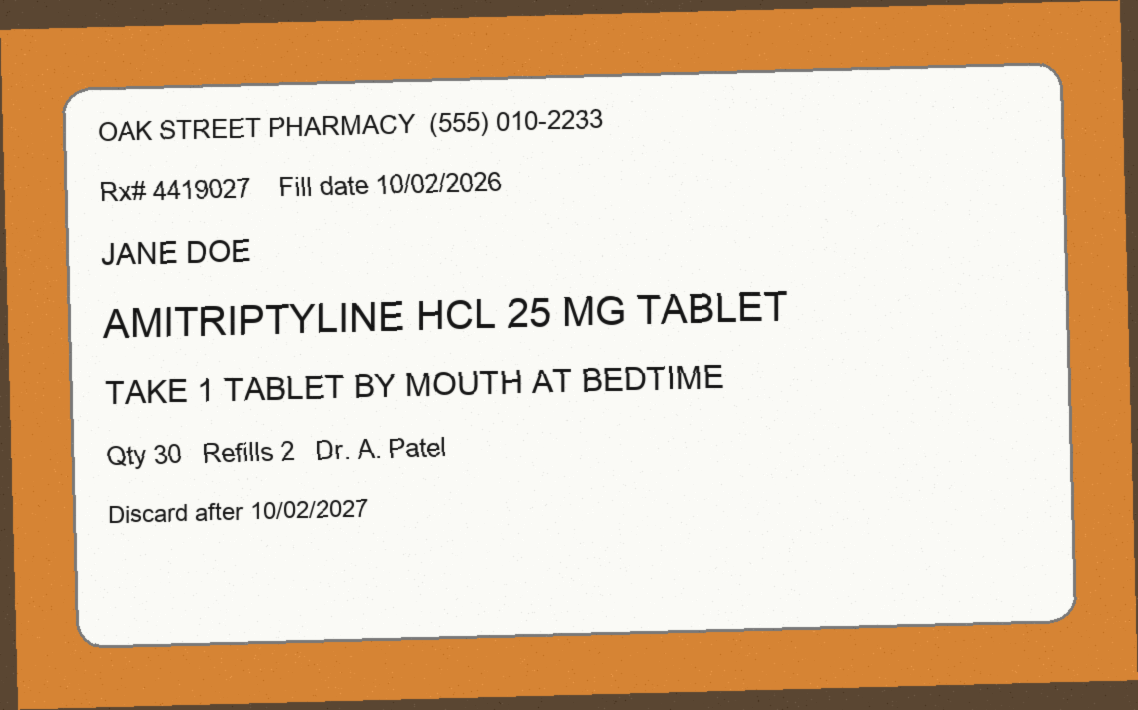 OAK STREET PHARMACY (555) 010-2233
Rx# 4419027 Fill date 10/02/2026
JANE DOE
AMITRIPTYLINE HCL 25 MG TABLET
TAKE 1 TABLET BY MOUTH AT BEDTIME
Qty 30 Refills 2 Dr. A. Patel
Discard after 10/02/2027